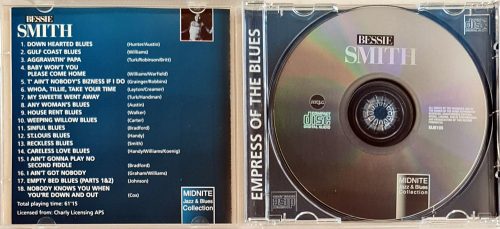 BESSIE
SMITH
1. DOWN HEARTED BLUES (Hunter/Austin)
2. GULF COAST BLUES (Williams)
3. AGGRAVATIN' PAPA (Turk/Robinson/Britt)
4. BABY WON'T YOU
PLEASE COME HOME (Williams/Warfield)
5. T' AIN'T NOBODY'S BIZNESS IF I DO (Grainger/Robbins)
6. WHOA, TILLIE, TAKE YOUR TIME (Layton/Creamer)
7. MY SWEETIE WENT AWAY (Turk/Handman)
8. ANY WOMAN'S BLUES (Austin)
9. HOUSE RENT BLUES (Walker)
10. WEEPING WILLOW BLUES (Carter)
11. SINFUL BLUES (Bradford)
12. ST.LOUIS BLUES (Handy)
13. RECKLESS BLUES (Smith)
14. CARELESS LOVE BLUES (Handy/Williams/Koenig)
15. I AIN'T GONNA PLAY NO
SECOND FIDDLE (Bradford)
16. I AIN'T GOT NOBODY (Graham/Williams)
17. EMPTY BED BLUES (PARTS 1&2) (Johnson)
18. NOBODY KNOWS YOU WHEN
YOU'RE DOWN AND OUT (Cox)
Total playing time: 61'15
Licensed from: Charly Licensing APS
MIDNITE
Jazz & Blues
Collection
EMPRESS OF THE BLUES
BESSIE
SMITH
COMPACT
disc
DIGITAL AUDIO
MIDNITE
Jazz & Blues
Collection